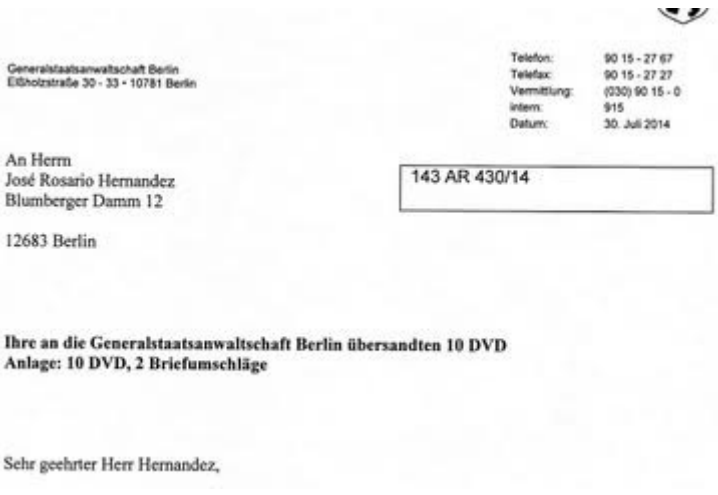 Generalstaatsanwaltschaft Berlin
Elßholzstraße 30 - 33 • 10781 Berlin
Telefon: 90 15 - 27 67
Telefax: 90 15 - 27 27
Vermittlung: (030) 90 15 - 0
intern: 915
Datum: 30. Juli 2014
An Herrn
José Rosario Hernandez
Blumberger Damm 12
12683 Berlin
143 AR 430/14
Ihre an die Generalstaatsanwaltschaft Berlin übersandten 10 DVD
Anlage: 10 DVD, 2 Briefumschläge
Sehr geehrter Herr Hernandez,